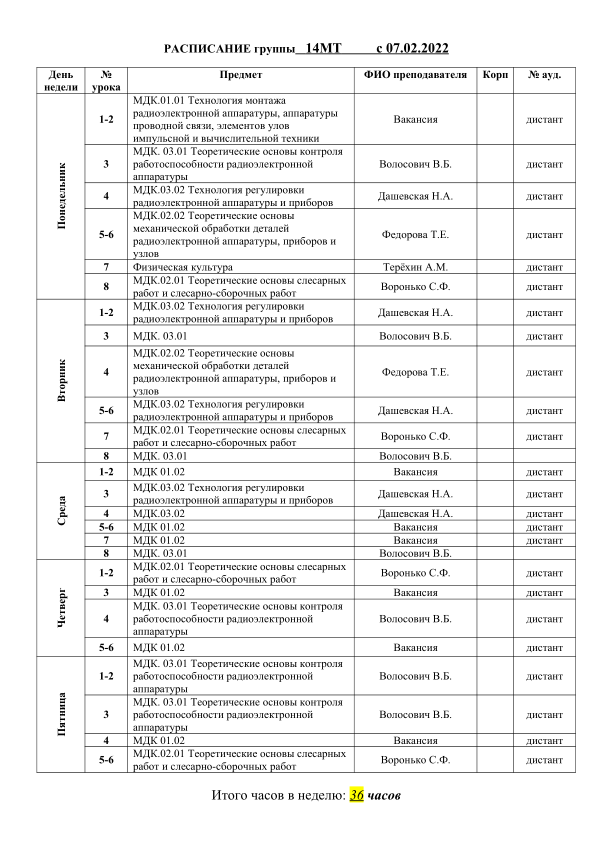 РАСПИСАНИЕ группы 14МТ с 07.02.2022
День недели № урока Предмет ФИО преподавателя Корп № ауд.
Понедельник
1-2 МДК.01.01 Технология монтажа радиоэлектронной аппаратуры, аппаратуры проводной связи, элементов улов импульсной и вычислительной техники Вакансия дистант
3 МДК. 03.01 Теоретические основы контроля работоспособности радиоэлектронной аппаратуры Волосович В.Б. дистант
4 МДК.03.02 Технология регулировки радиоэлектронной аппаратуры и приборов Дашевская Н.А. дистант
5-6 МДК.02.02 Теоретические основы механической обработки деталей радиоэлектронной аппаратуры, приборов и узлов Федорова Т.Е. дистант
7 Физическая культура Терёхин А.М. дистант
8 МДК.02.01 Теоретические основы слесарных работ и слесарно-сборочных работ Воронько С.Ф. дистант
Вторник
1-2 МДК.03.02 Технология регулировки радиоэлектронной аппаратуры и приборов Дашевская Н.А. дистант
3 МДК. 03.01 Волосович В.Б. дистант
4 МДК.02.02 Теоретические основы механической обработки деталей радиоэлектронной аппаратуры, приборов и узлов Федорова Т.Е. дистант
5-6 МДК.03.02 Технология регулировки радиоэлектронной аппаратуры и приборов Дашевская Н.А. дистант
7 МДК.02.01 Теоретические основы слесарных работ и слесарно-сборочных работ Воронько С.Ф. дистант
8 МДК. 03.01 Волосович В.Б.
Среда
1-2 МДК 01.02 Вакансия дистант
3 МДК.03.02 Технология регулировки радиоэлектронной аппаратуры и приборов Дашевская Н.А. дистант
4 МДК.03.02 Дашевская Н.А. дистант
5-6 МДК 01.02 Вакансия дистант
7 МДК 01.02 Вакансия дистант
8 МДК. 03.01 Волосович В.Б.
Четверг
1-2 МДК.02.01 Теоретические основы слесарных работ и слесарно-сборочных работ Воронько С.Ф. дистант
3 МДК 01.02 Вакансия дистант
4 МДК. 03.01 Теоретические основы контроля работоспособности радиоэлектронной аппаратуры Волосович В.Б. дистант
5-6 МДК 01.02 Вакансия дистант
Пятница
1-2 МДК. 03.01 Теоретические основы контроля работоспособности радиоэлектронной аппаратуры Волосович В.Б. дистант
3 МДК. 03.01 Теоретические основы контроля работоспособности радиоэлектронной аппаратуры Волосович В.Б. дистант
4 МДК 01.02 Вакансия дистант
5-6 МДК.02.01 Теоретические основы слесарных работ и слесарно-сборочных работ Воронько С.Ф. дистант
Итого часов в неделю: 36 часов